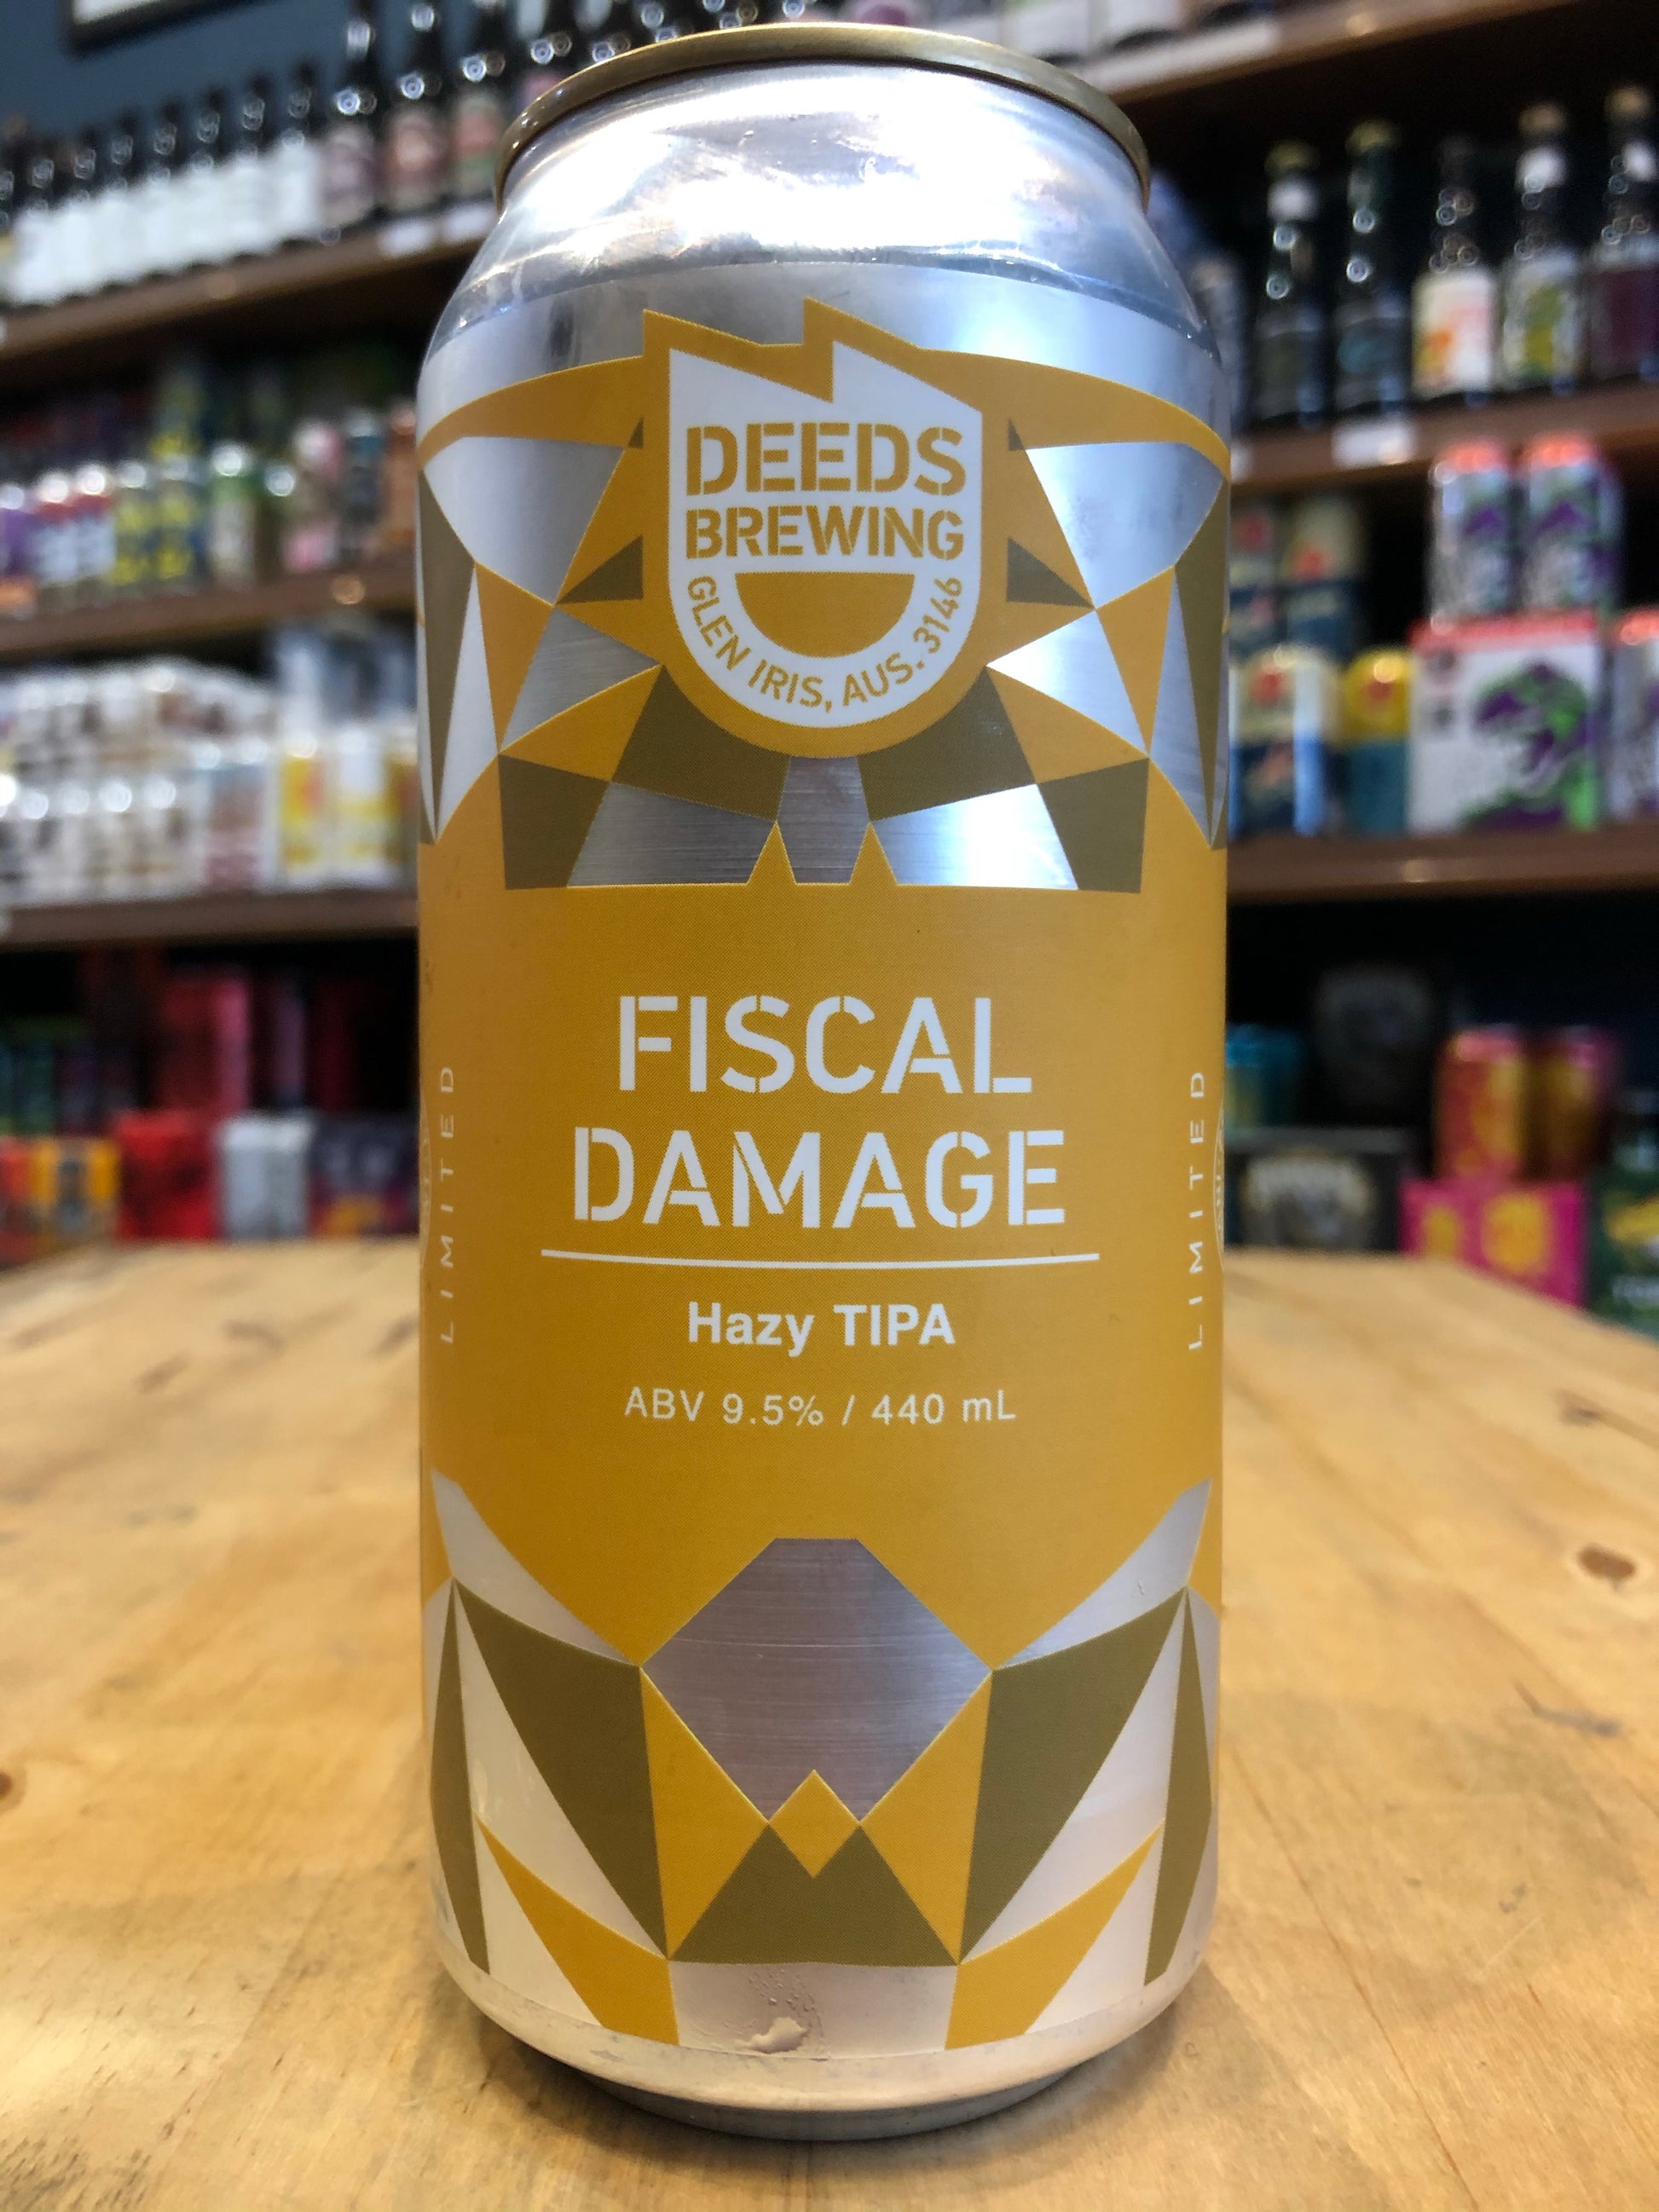 DEEDS
BREWING
GLEN IRIS, AUS. 3146
FISCAL
DAMAGE
Hazy TIPA
ABV 9.5% / 440 mL
LIMITED
LIMITED